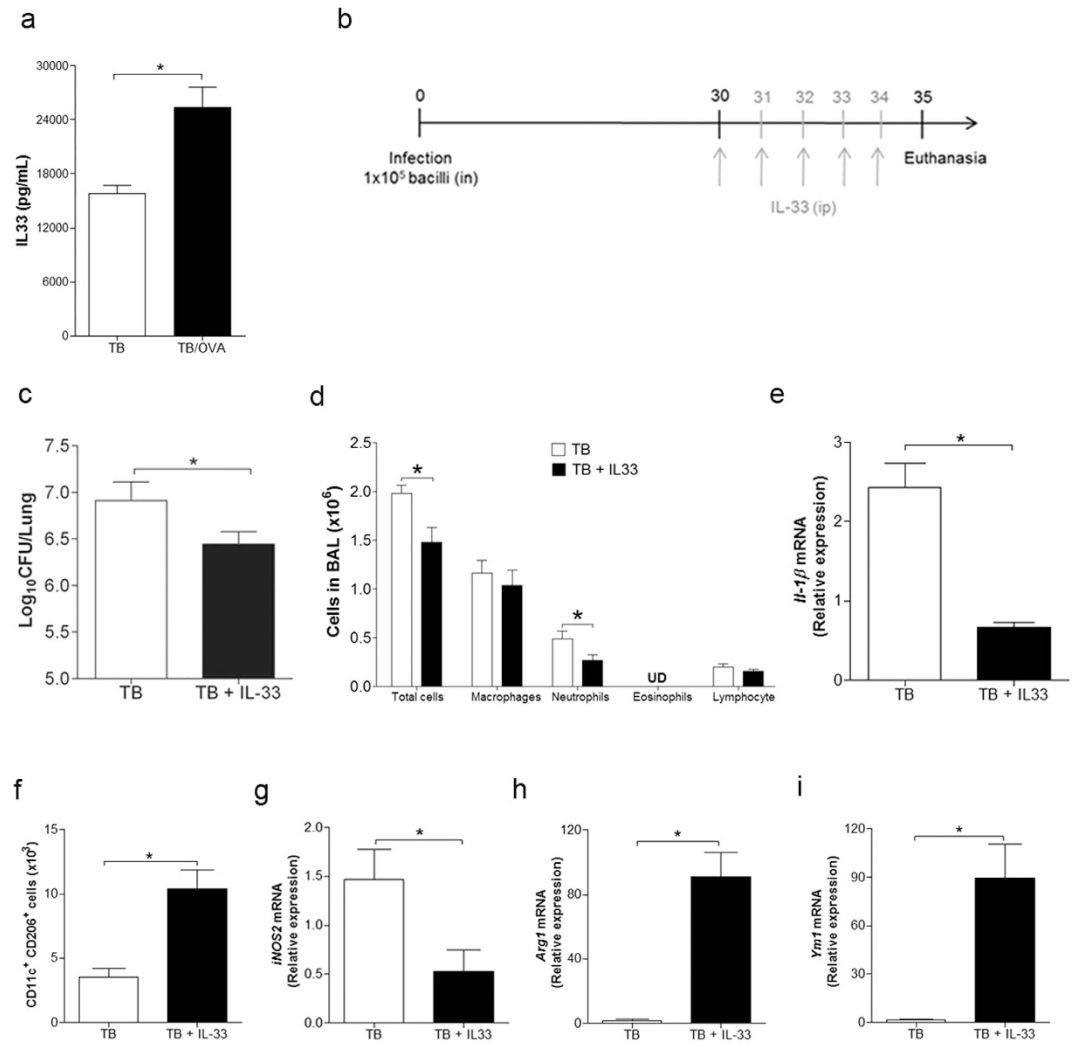 a
b
30000
24000
18000
12000
6000
0
IL33 (pg/mL)
*
TB
TB/OVA
0
30
31
32
33
34
35
Infection
1x10⁵ bacilli (in)
IL-33 (ip)
Euthanasia
c
d
e
7.5
7.0
6.5
6.0
5.5
5.0
Log₁₀CFU/Lung
*
TB
TB + IL-33
2.5
2.0
1.5
1.0
0.5
0.0
Cells in BAL (x10⁶)
TB
TB + IL33
*
*
UD
Total cells
Macrophages
Neutrophils
Eosinophils
Lymphocyte
3
2
1
0
Il-1β mRNA
(Relative expression)
*
TB
TB + IL33
f
g
h
i
15
10
5
0
CD11c⁺ CD206⁺ cells (x10³)
*
TB
TB + IL-33
2.0
1.5
1.0
0.5
0.0
iNOS2 mRNA
(Relative expression)
*
TB
TB + IL33
120
80
40
0
Arg1 mRNA
(Relative expression)
*
TB
TB + IL-33
120
90
60
30
0
Ym1 mRNA
(Relative expression)
*
TB
TB + IL-33